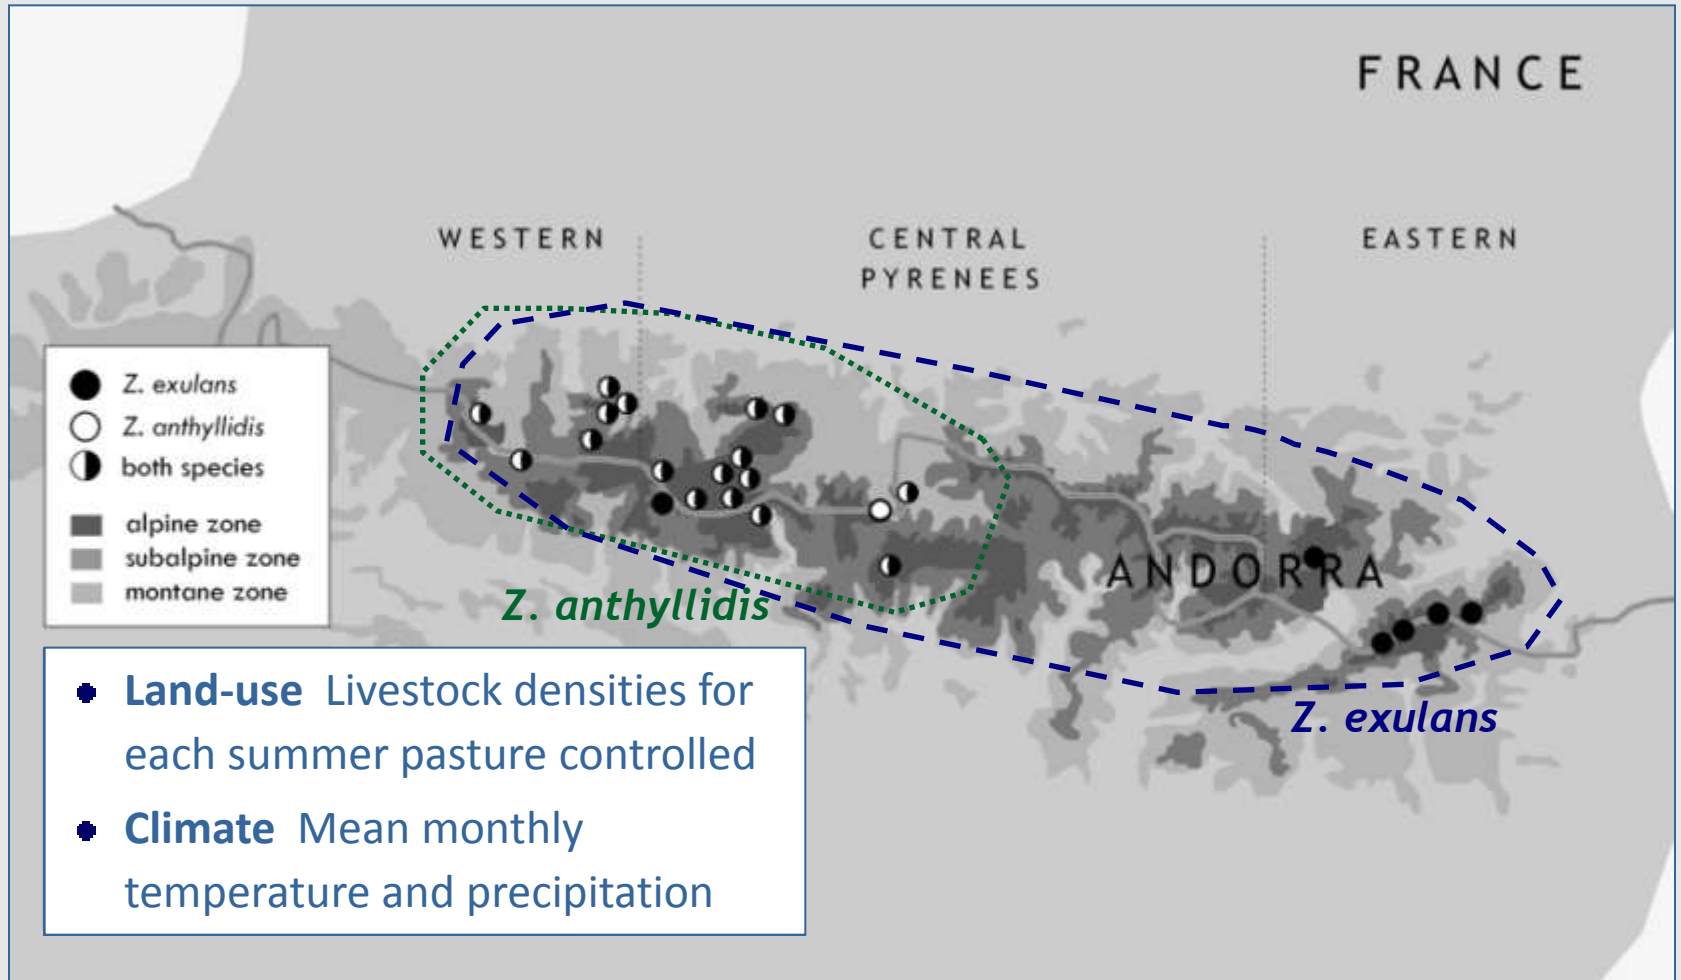 FRANCE
WESTERN
CENTRAL
PYRENEES
EASTERN
Z. exulans
Z. anthyllidis
both species
alpine zone
subalpine zone
montane zone
ANDORRA
Z. anthyllidis
Z. exulans
Land-use Livestock densities for
each summer pasture controlled
Climate Mean monthly
temperature and precipitation